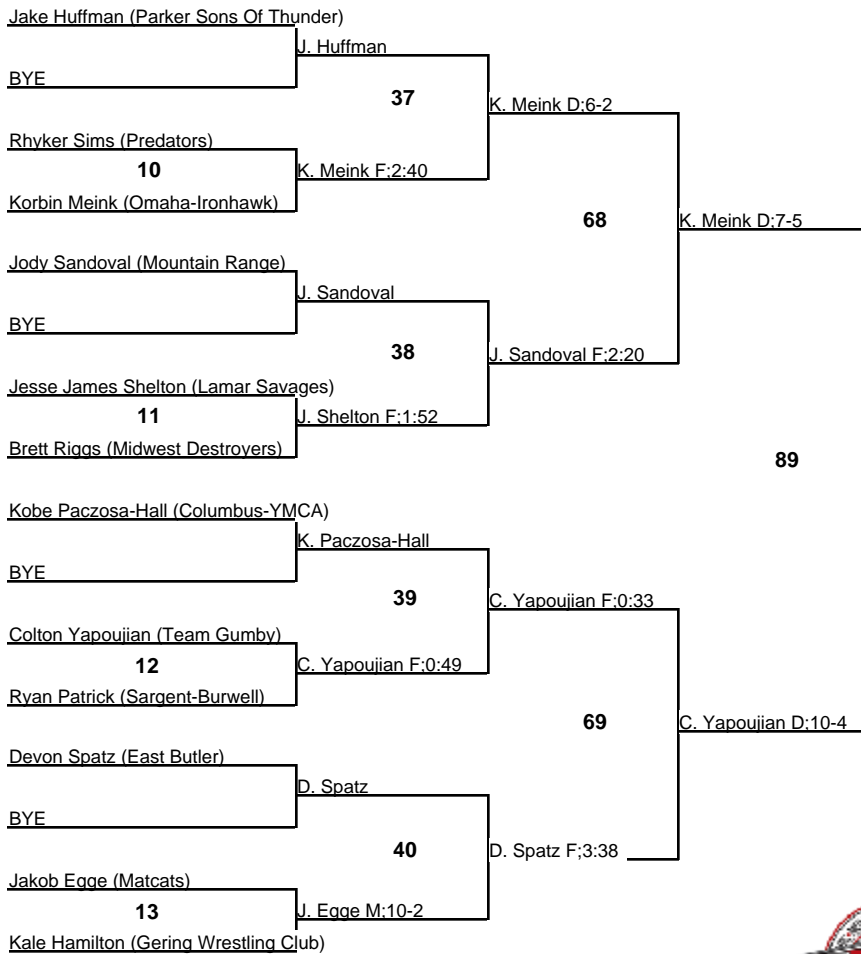 Jake Huffman (Parker Sons Of Thunder)
J. Huffman
BYE
37
K. Meink D;6-2
Rhyker Sims (Predators)
10
K. Meink F;2:40
Korbin Meink (Omaha-Ironhawk)
68
K. Meink D;7-5
Jody Sandoval (Mountain Range)
J. Sandoval
BYE
38
J. Sandoval F;2:20
Jesse James Shelton (Lamar Savages)
11
J. Shelton F;1:52
Brett Riggs (Midwest Destroyers)
89
Kobe Paczosa-Hall (Columbus-YMCA)
K. Paczosa-Hall
BYE
39
C. Yapoujian F;0:33
Colton Yapoujian (Team Gumby)
12
C. Yapoujian F;0:49
Ryan Patrick (Sargent-Burwell)
69
C. Yapoujian D;10-4
Devon Spatz (East Butler)
D. Spatz
BYE
40
D. Spatz F;3:38
Jakob Egge (Matcats)
13
J. Egge M;10-2
Kale Hamilton (Gering Wrestling Club)